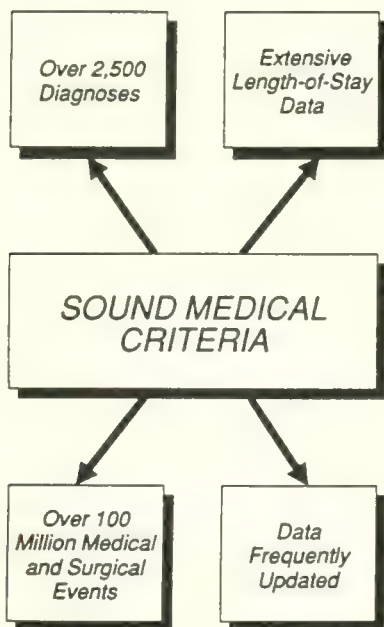 Over 2,500
Diagnoses
Extensive
Length-of-Stay
Data
SOUND MEDICAL
CRITERIA
Over 100
Million Medical
and Surgical
Events
Data
Frequently
Updated